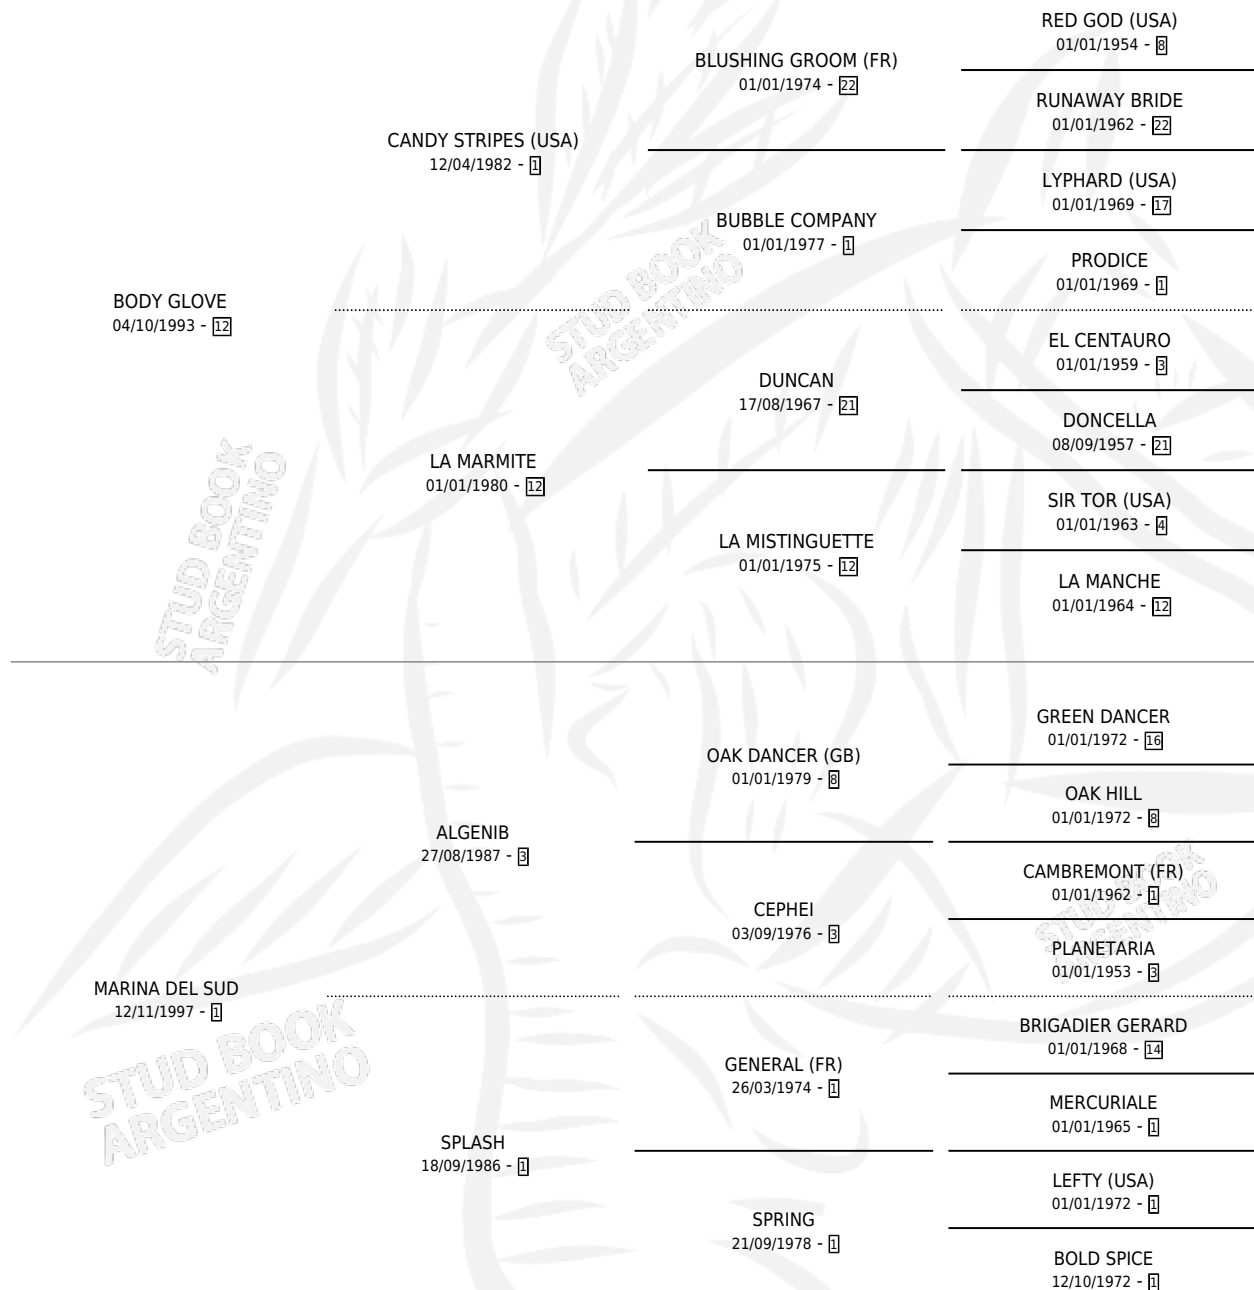 RED GOD (USA)
01/01/1954 - 8
BLUSHING GROOM (FR)
01/01/1974 - 22
RUNAWAY BRIDE
01/01/1962 - 22
CANDY STRIPES (USA)
12/04/1982 - 1
LYPHARD (USA)
01/01/1969 - 17
BUBBLE COMPANY
01/01/1977 - 1
PRODICE
01/01/1969 - 1
BODY GLOVE
04/10/1993 - 12
EL CENTAURO
01/01/1959 - 3
DUNCAN
17/08/1967 - 21
DONCELLA
08/09/1957 - 21
LA MARMITE
01/01/1980 - 12
SIR TOR (USA)
01/01/1963 - 4
LA MISTINGUETTE
01/01/1975 - 12
LA MANCHE
01/01/1964 - 12
GREEN DANCER
01/01/1972 - 16
OAK DANCER (GB)
01/01/1979 - 8
OAK HILL
01/01/1972 - 8
ALGENIB
27/08/1987 - 3
CAMBREMONT (FR)
01/01/1962 - 1
CEPHEI
03/09/1976 - 3
PLANETARIA
01/01/1953 - 3
MARINA DEL SUD
12/11/1997 - 1
BRIGADIER GERARD
01/01/1968 - 14
GENERAL (FR)
26/03/1974 - 1
MERCURIALE
01/01/1965 - 1
SPLASH
18/09/1986 - 1
LEFTY (USA)
01/01/1972 - 1
SPRING
21/09/1978 - 1
BOLD SPICE
12/10/1972 - 1
STUD BOOK
ARGENTINO
STUD BOOK
ARGENTINO
STUD BOOK
ARGENTINO
STUD BOOK
ARGENTINO